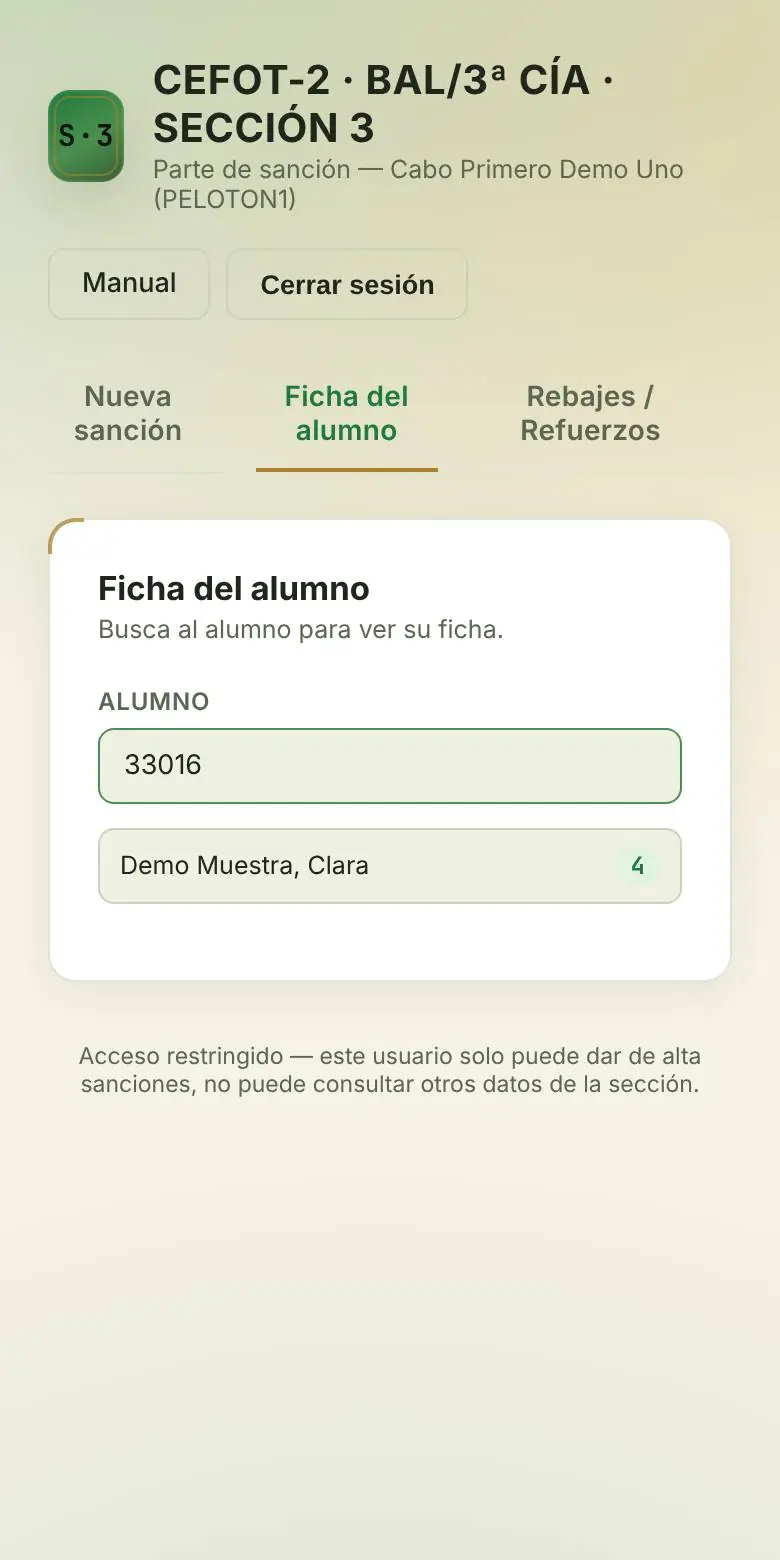 S·3
CEFOT-2 · BAL/3ª CÍA ·
SECCIÓN 3
Parte de sanción — Cabo Primero Demo Uno
(PELOTON1)
Manual
Cerrar sesión
Nueva
sanción
Ficha del
alumno
Rebajes /
Refuerzos
Ficha del alumno
Busca al alumno para ver su ficha.
ALUMNO
33016
Demo Muestra, Clara
4
Acceso restringido — este usuario solo puede dar de alta
sanciones, no puede consultar otros datos de la sección.